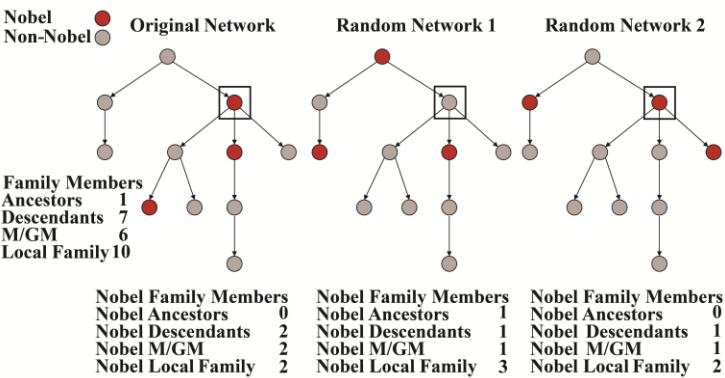 Nobel
Non-Nobel
Original Network
Random Network 1
Random Network 2
Family Members
Ancestors 1
Descendants 7
M/GM 6
Local Family 10
Nobel Family Members
Nobel Ancestors 0
Nobel Descendants 2
Nobel M/GM 2
Nobel Local Family 2
Nobel Family Members
Nobel Ancestors 1
Nobel Descendants 1
Nobel M/GM 1
Nobel Local Family 3
Nobel Family Members
Nobel Ancestors 0
Nobel Descendants 1
Nobel M/GM 1
Nobel Local Family 2